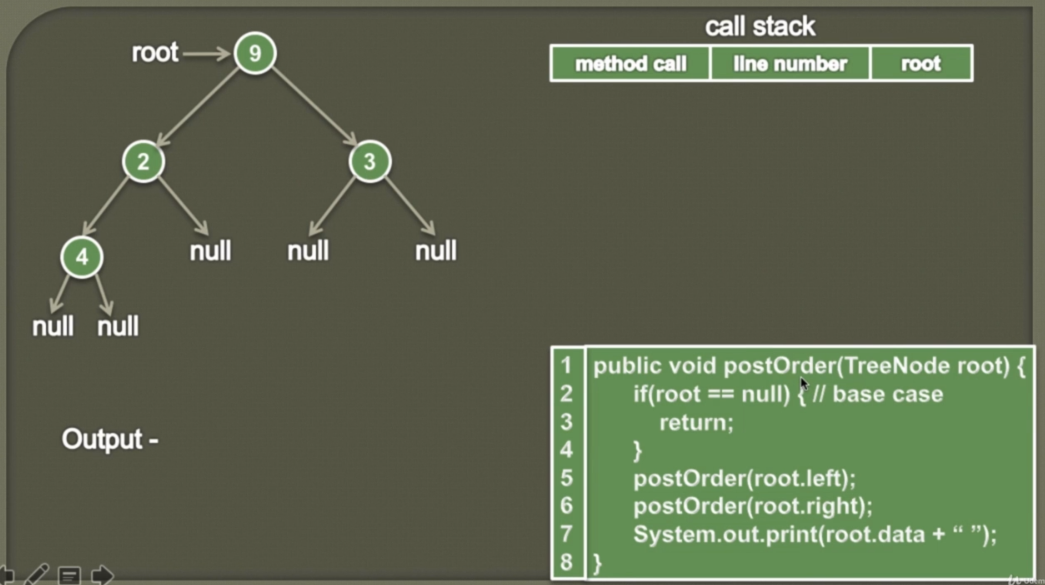 call stack
method call line number root
root 9
2 3
4 null null null
null null
Output -
1 public void postOrder(TreeNode root) {
2 if(root == null) { // base case
3 return;
4 }
5 postOrder(root.left);
6 postOrder(root.right);
7 System.out.print(root.data + “ ”);
8 }